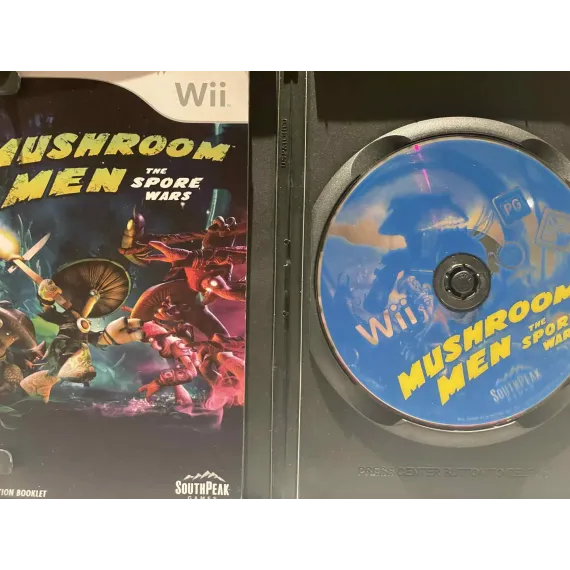 Wii
MUSHROOM
MEN
THE
SPORE
WARS
TION BOOKLET
SOUTHPEAK
GAMES
PG
Wii
MUSHROOM
MEN
THE
SPORE
WARS
SOUTHPEAK
PRESS CENTER BUTTON TO RELEASE